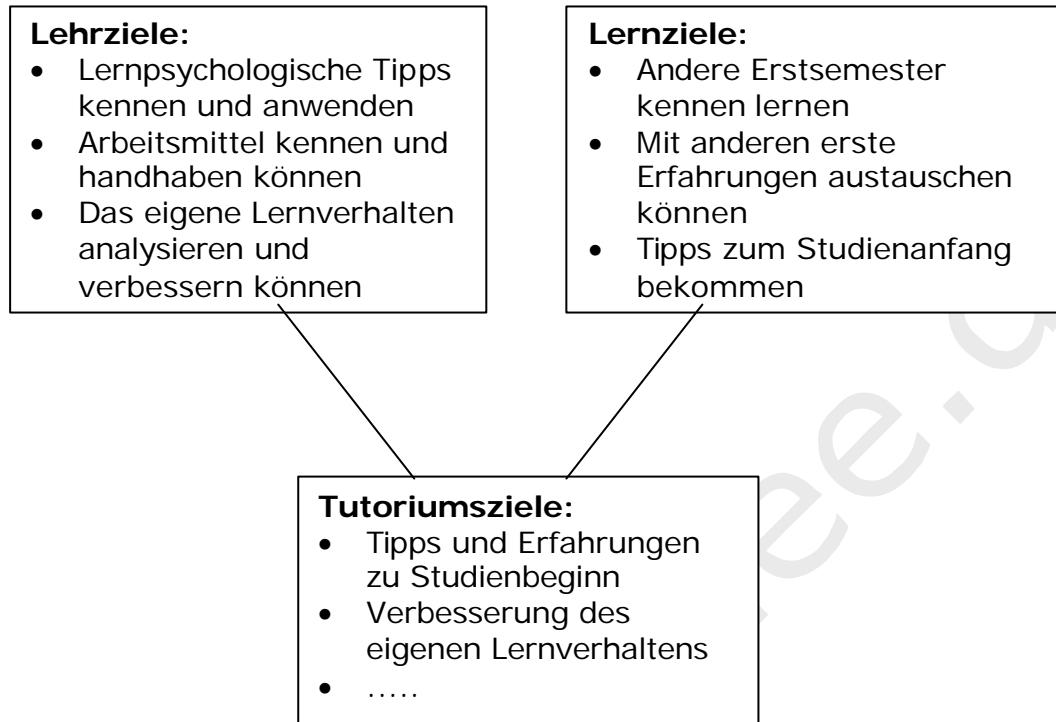 Lehrziele:
• Lernpsychologische Tipps
kennen und anwenden
• Arbeitsmittel kennen und
handhaben können
• Das eigene Lernverhalten
analysieren und
verbessern können
Lernziele:
• Andere Erstsemester
kennen lernen
• Mit anderen erste
Erfahrungen austauschen
können
• Tipps zum Studienanfang
bekommen
Tutoriumsziele:
• Tipps und Erfahrungen
zu Studienbeginn
• Verbesserung des
eigenen Lernverhaltens
• .....